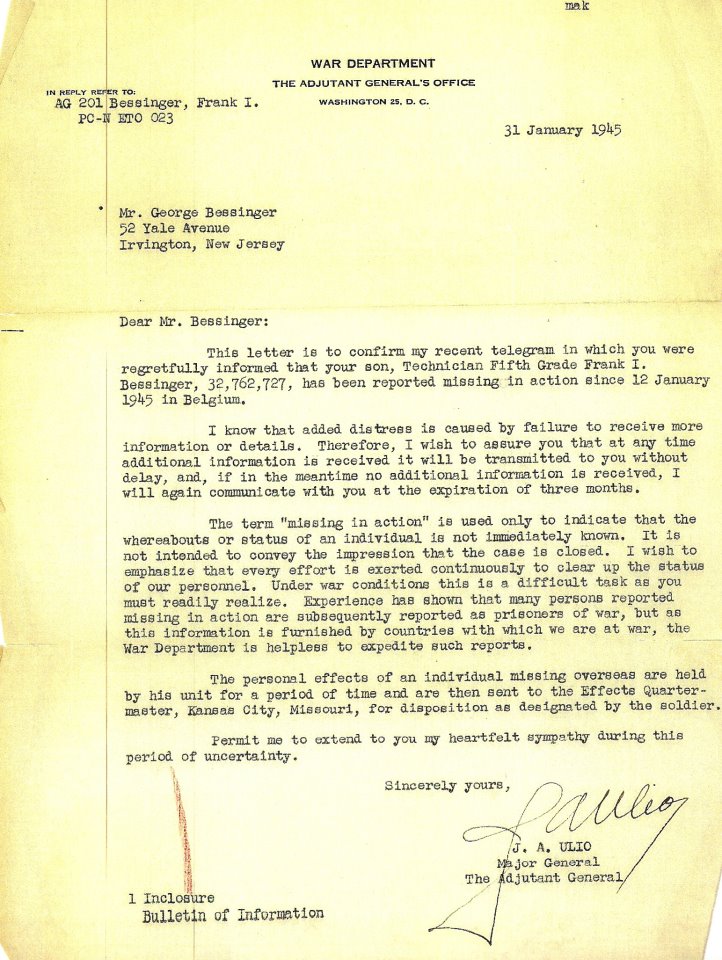 mak
WAR DEPARTMENT
THE ADJUTANT GENERAL'S OFFICE
WASHINGTON 25, D. C.
IN REPLY REFER TO:
AG 201 Bessinger, Frank I.
PC-N ETO 023
31 January 1945
Mr. George Bessinger
52 Yale Avenue
Irvington, New Jersey
Dear Mr. Bessinger:
This letter is to confirm my recent telegram in which you were
regretfully informed that your son, Technician Fifth Grade Frank I.
Bessinger, 32,762,727, has been reported missing in action since 12 January
1945 in Belgium.
I know that added distress is caused by failure to receive more
information or details. Therefore, I wish to assure you that at any time
additional information is received it will be transmitted to you without
delay, and, if in the meantime no additional information is received, I
will again communicate with you at the expiration of three months.
The term "missing in action" is used only to indicate that the
whereabouts or status of an individual is not immediately known. It is
not intended to convey the impression that the case is closed. I wish to
emphasize that every effort is exerted continuously to clear up the status
of our personnel. Under war conditions this is a difficult task as you
must readily realize. Experience has shown that many persons reported
missing in action are subsequently reported as prisoners of war, but as
this information is furnished by countries with which we are at war, the
War Department is helpless to expedite such reports.
The personal effects of an individual missing overseas are held
by his unit for a period of time and are then sent to the Effects Quarter-
master, Kansas City, Missouri, for disposition as designated by the soldier.
Permit me to extend to you my heartfelt sympathy during this
period of uncertainty.
Sincerely yours,
J A Ulio
J. A. ULIO
Major General
The Adjutant General
1 Inclosure
Bulletin of Information